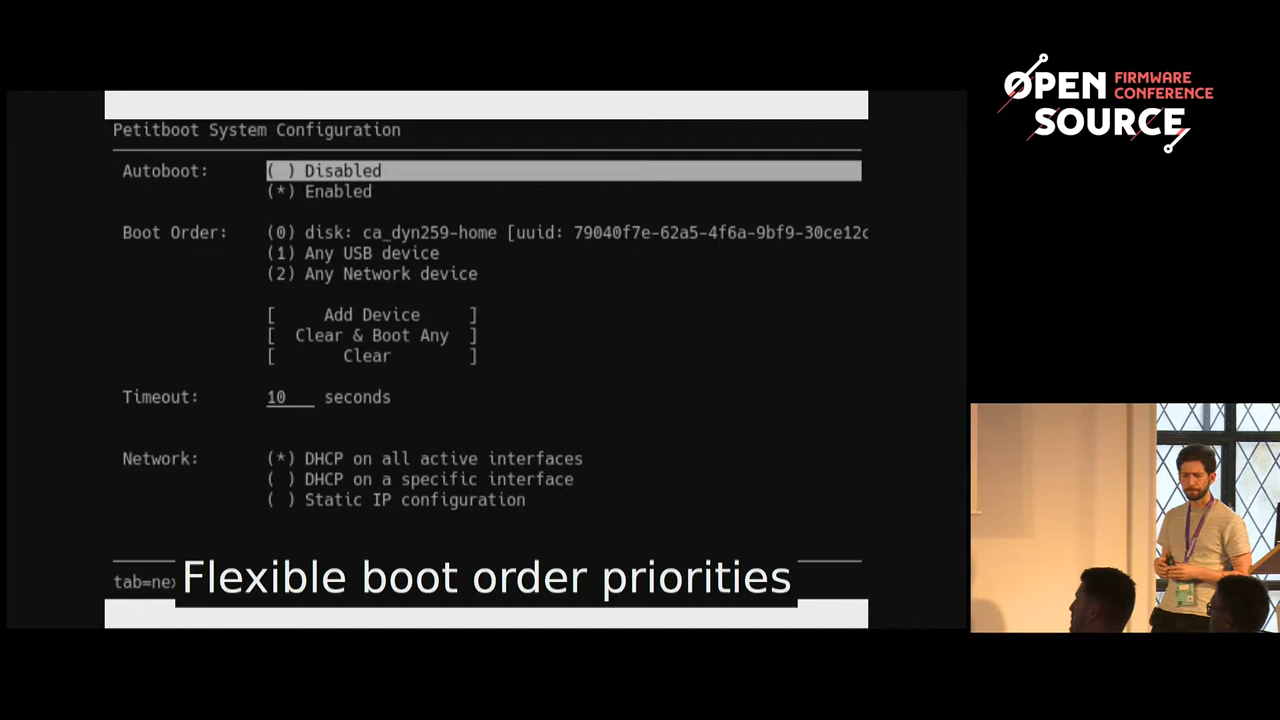 Petitboot System Configuration
Autoboot: ( ) Disabled
(*) Enabled
Boot Order: (0) disk: ca_dyn259-home [uuid: 79040f7e-62a5-4f6a-9bf9-30ce12c
(1) Any USB device
(2) Any Network device
[ Add Device ]
[ Clear & Boot Any ]
[ Clear ]
Timeout: 10 seconds
Network: (*) DHCP on all active interfaces
( ) DHCP on a specific interface
( ) Static IP configuration
tab=ne
Flexible boot order priorities
OPEN FIRMWARE
CONFERENCE
SOURCE